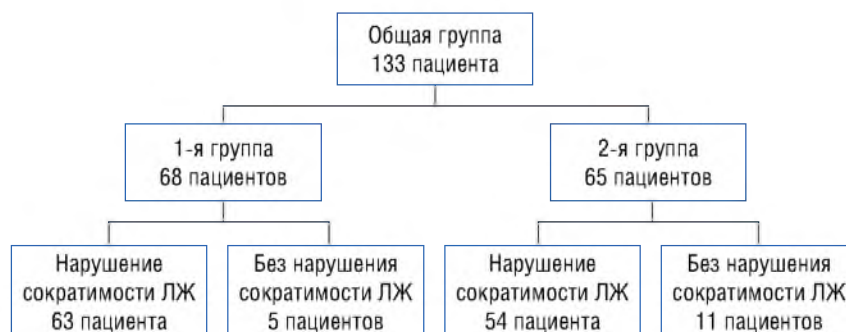 Общая группа
133 пациента
1-я группа
68 пациентов
2-я группа
65 пациентов
Нарушение
сократимости ЛЖ
63 пациента
Без нарушения
сократимости ЛЖ
5 пациентов
Нарушение
сократимости ЛЖ
54 пациента
Без нарушения
сократимости ЛЖ
11 пациентов